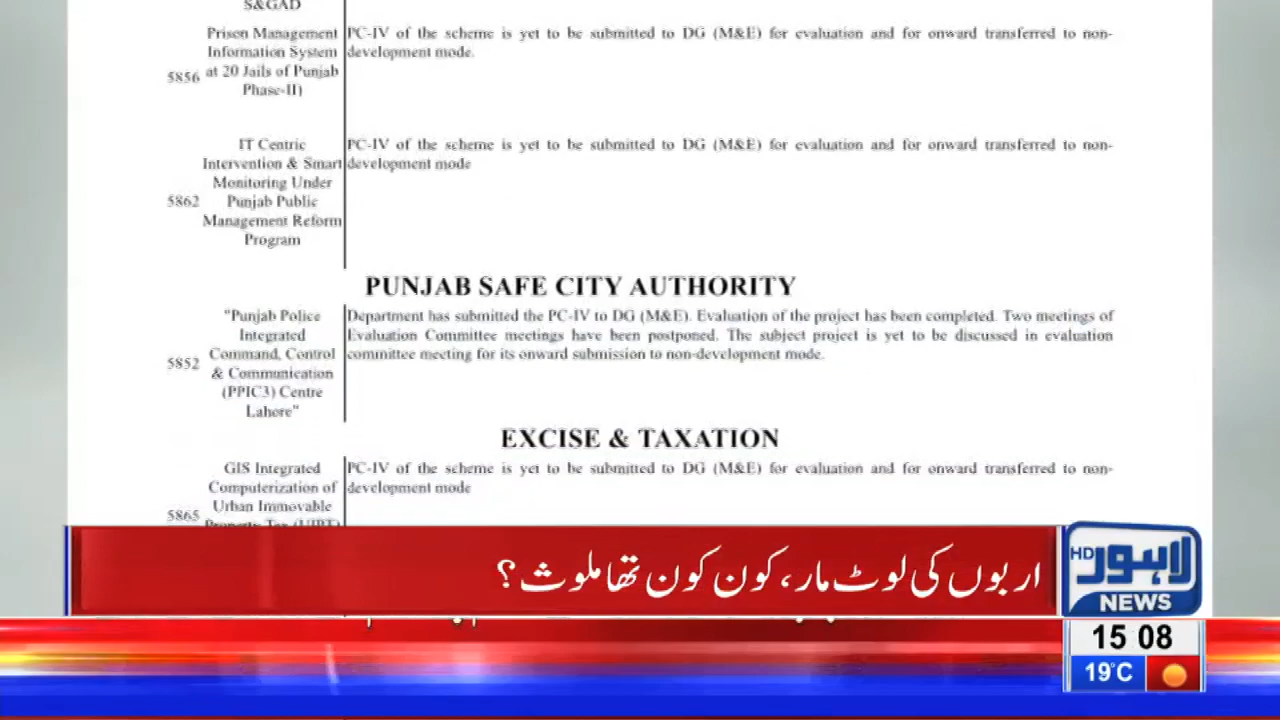 S&GAD
Prison Management
Information System
at 20 Jails of Punjab
Phase-II)
5856
PC-IV of the scheme is yet to be submitted to DG (M&E) for evaluation and for onward transferred to non-
development mode.
IT Centric
Intervention & Smart
Monitoring Under
Punjab Public
Management Reform
Program
5862
PC-IV of the scheme is yet to be submitted to DG (M&E) for evaluation and for onward transferred to non-
development mode
PUNJAB SAFE CITY AUTHORITY
"Punjab Police
Integrated
Command, Control
& Communication
(PPIC3) Centre
Lahore"
5852
Department has submitted the PC-IV to DG (M&E). Evaluation of the project has been completed. Two meetings of
Evaluation Committee meetings have been postponed. The subject project is yet to be discussed in evaluation
committee meeting for its onward submission to non-development mode.
EXCISE & TAXATION
GIS Integrated
Computerization of
Urban Immovable
Property Tax (UIPT)
5865
PC-IV of the scheme is yet to be submitted to DG (M&E) for evaluation and for onward transferred to non-
development mode
اربوں کی لوٹ مار، کون کون تھا ملوث؟
HD لاہور
NEWS
15 08
19°C